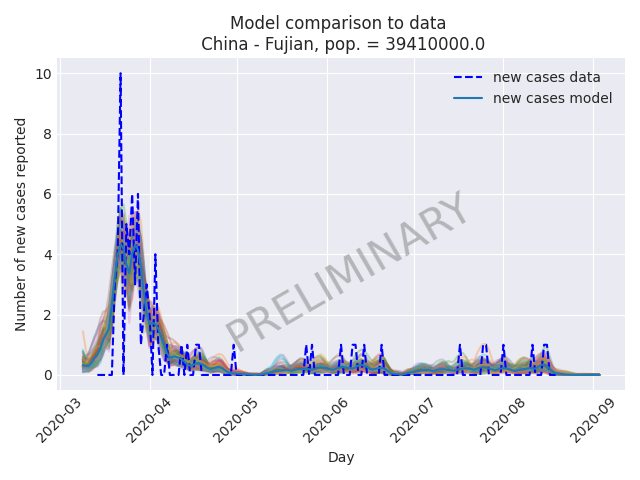 Model comparison to data
China - Fujian, pop. = 39410000.0
new cases data
new cases model
Number of new cases reported
10
8
6
4
2
0
PRELIMINARY
2020-03
2020-04
2020-05
2020-06
2020-07
2020-08
2020-09
Day